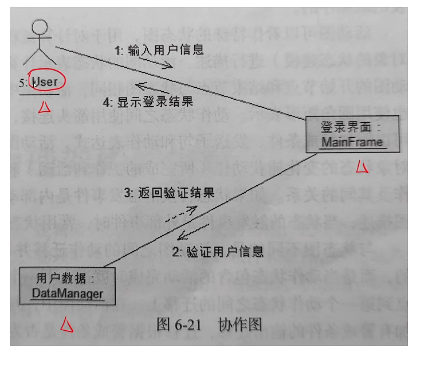 1: 输入用户信息
5: User
4: 显示登录结果
登录界面：
MainFrame
3: 返回验证结果
2: 验证用户信息
用户数据：
DataManager
图 6-21 协作图